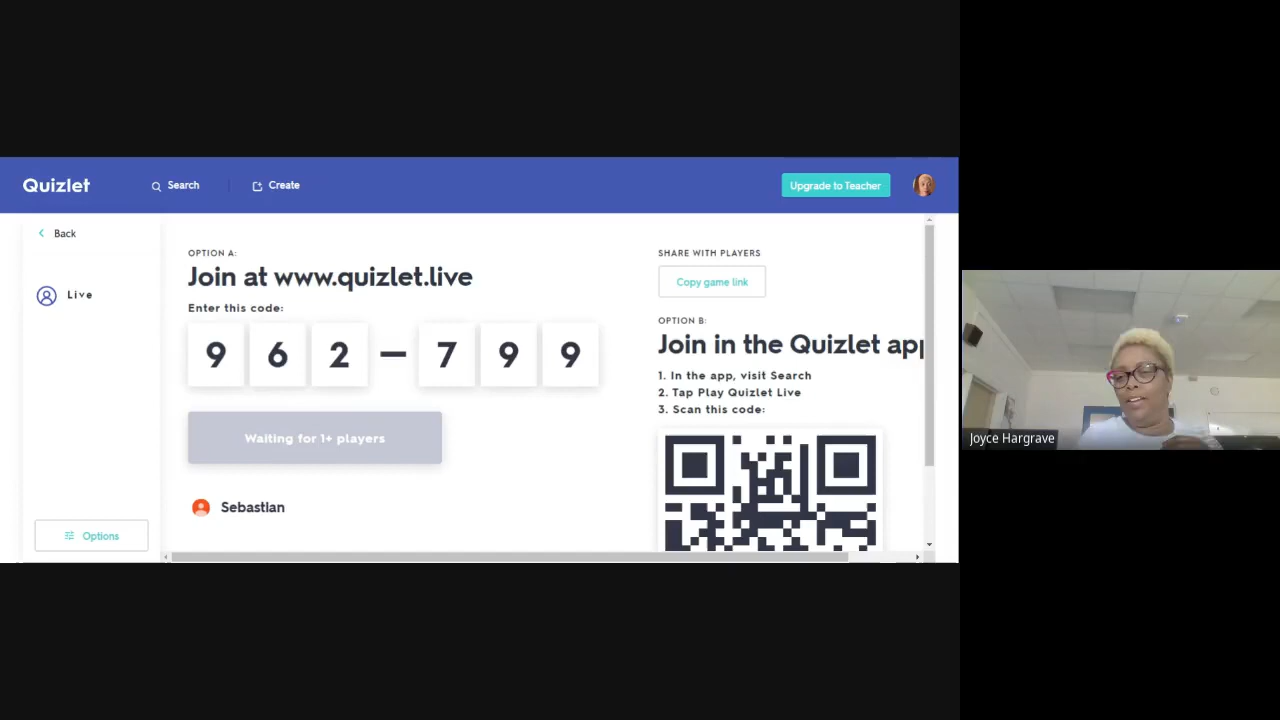 Quizlet
Search
Create
Upgrade to Teacher
Back
Live
Options
OPTION A:
Join at www.quizlet.live
Enter this code:
9 6 2 – 7 9 9
Waiting for 1+ players
Sebastian
SHARE WITH PLAYERS
Copy game link
OPTION B:
Join in the Quizlet app
1. In the app, visit Search
2. Tap Play Quizlet Live
3. Scan this code:
Joyce Hargrave